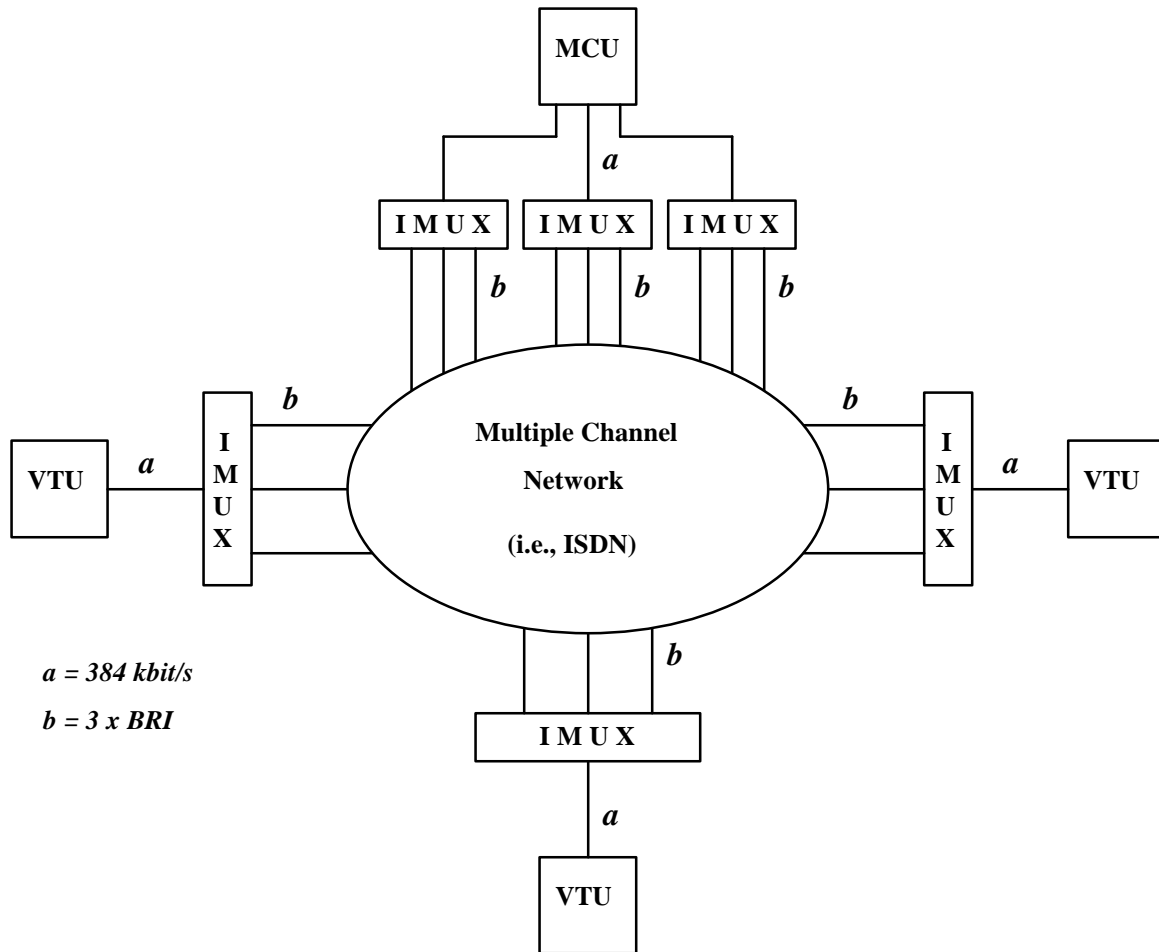 MCU
a
I M U X
I M U X
I M U X
b
b
b
b
b
I
M
U
X
Multiple Channel
Network
(i.e., ISDN)
I
M
U
X
VTU
a
a
VTU
b
a = 384 kbit/s
b = 3 x BRI
I M U X
a
VTU